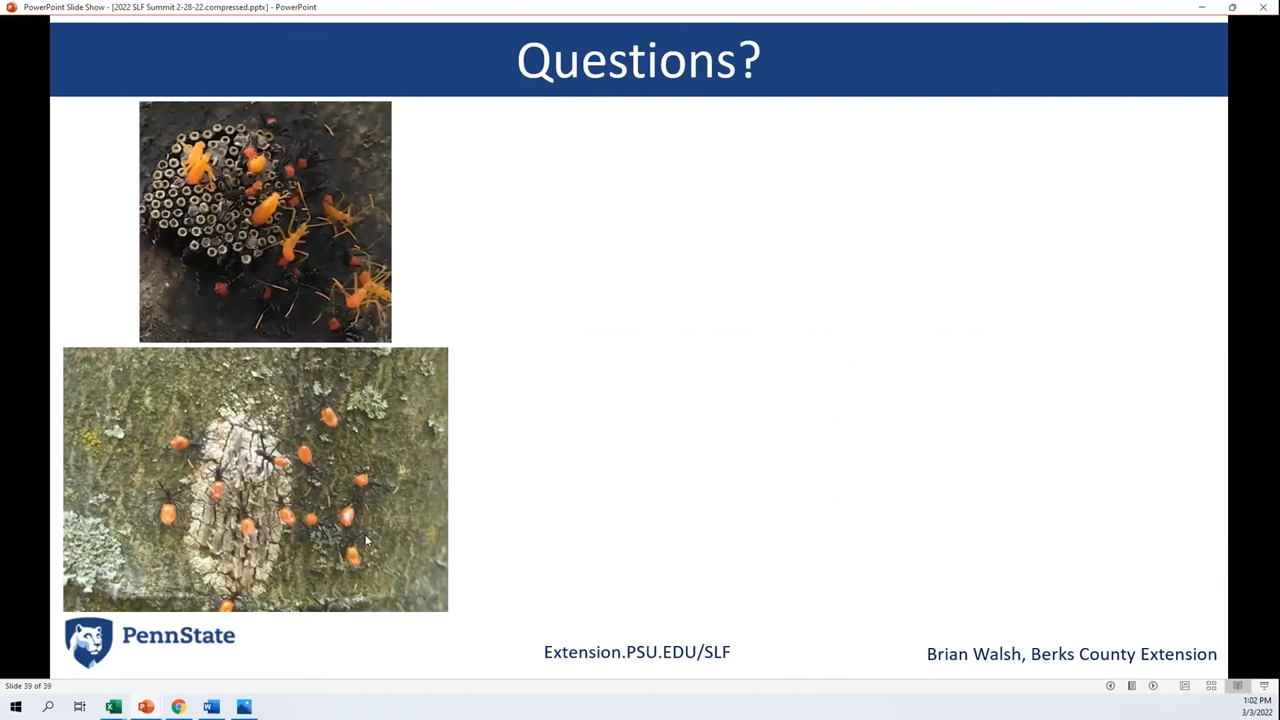 PowerPoint Slide Show - [2022 SLF Summit 2-28-22.compressed.pptx] - PowerPoint
Questions?
PennState
Extension.PSU.EDU/SLF
Brian Walsh, Berks County Extension
Slide 39 of 39
1:02 PM
3/3/2022